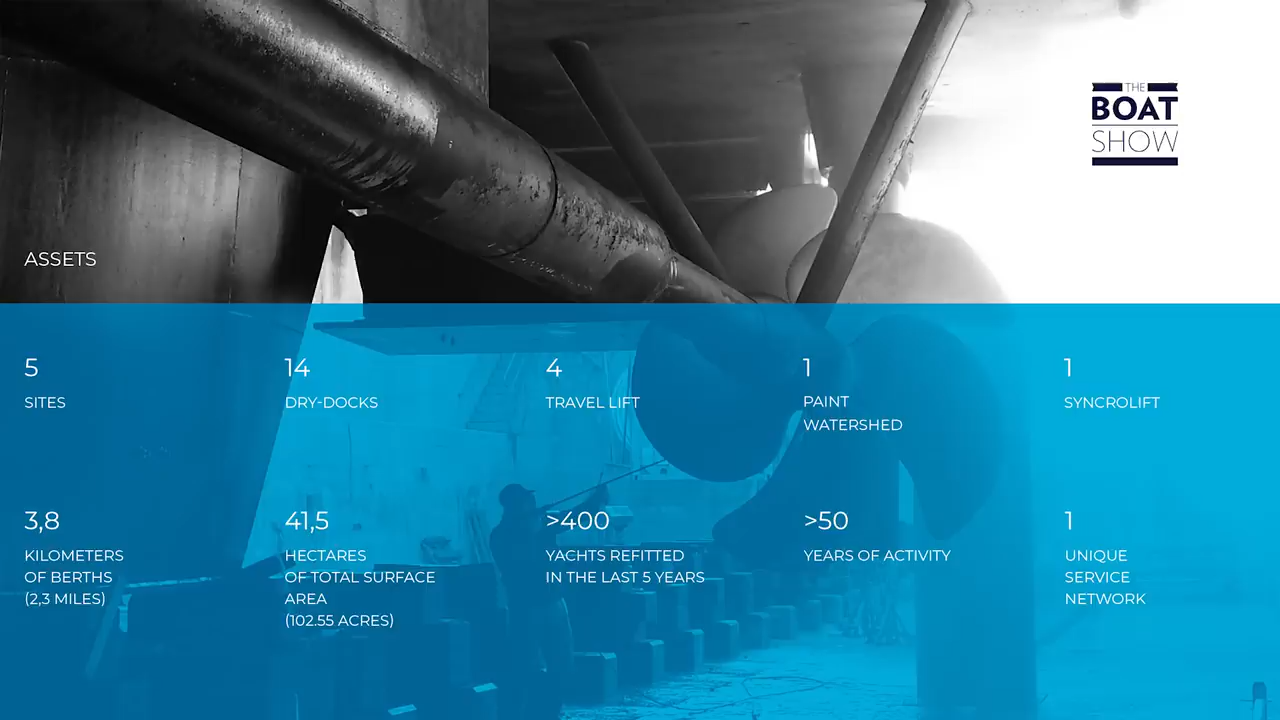 THE
BOAT
SHOW
ASSETS
5
SITES
14
DRY-DOCKS
4
TRAVEL LIFT
1
PAINT
WATERSHED
1
SYNCROLIFT
3,8
KILOMETERS
OF BERTHS
(2,3 MILES)
41,5
HECTARES
OF TOTAL SURFACE
AREA
(102.55 ACRES)
>400
YACHTS REFITTED
IN THE LAST 5 YEARS
>50
YEARS OF ACTIVITY
1
UNIQUE
SERVICE
NETWORK